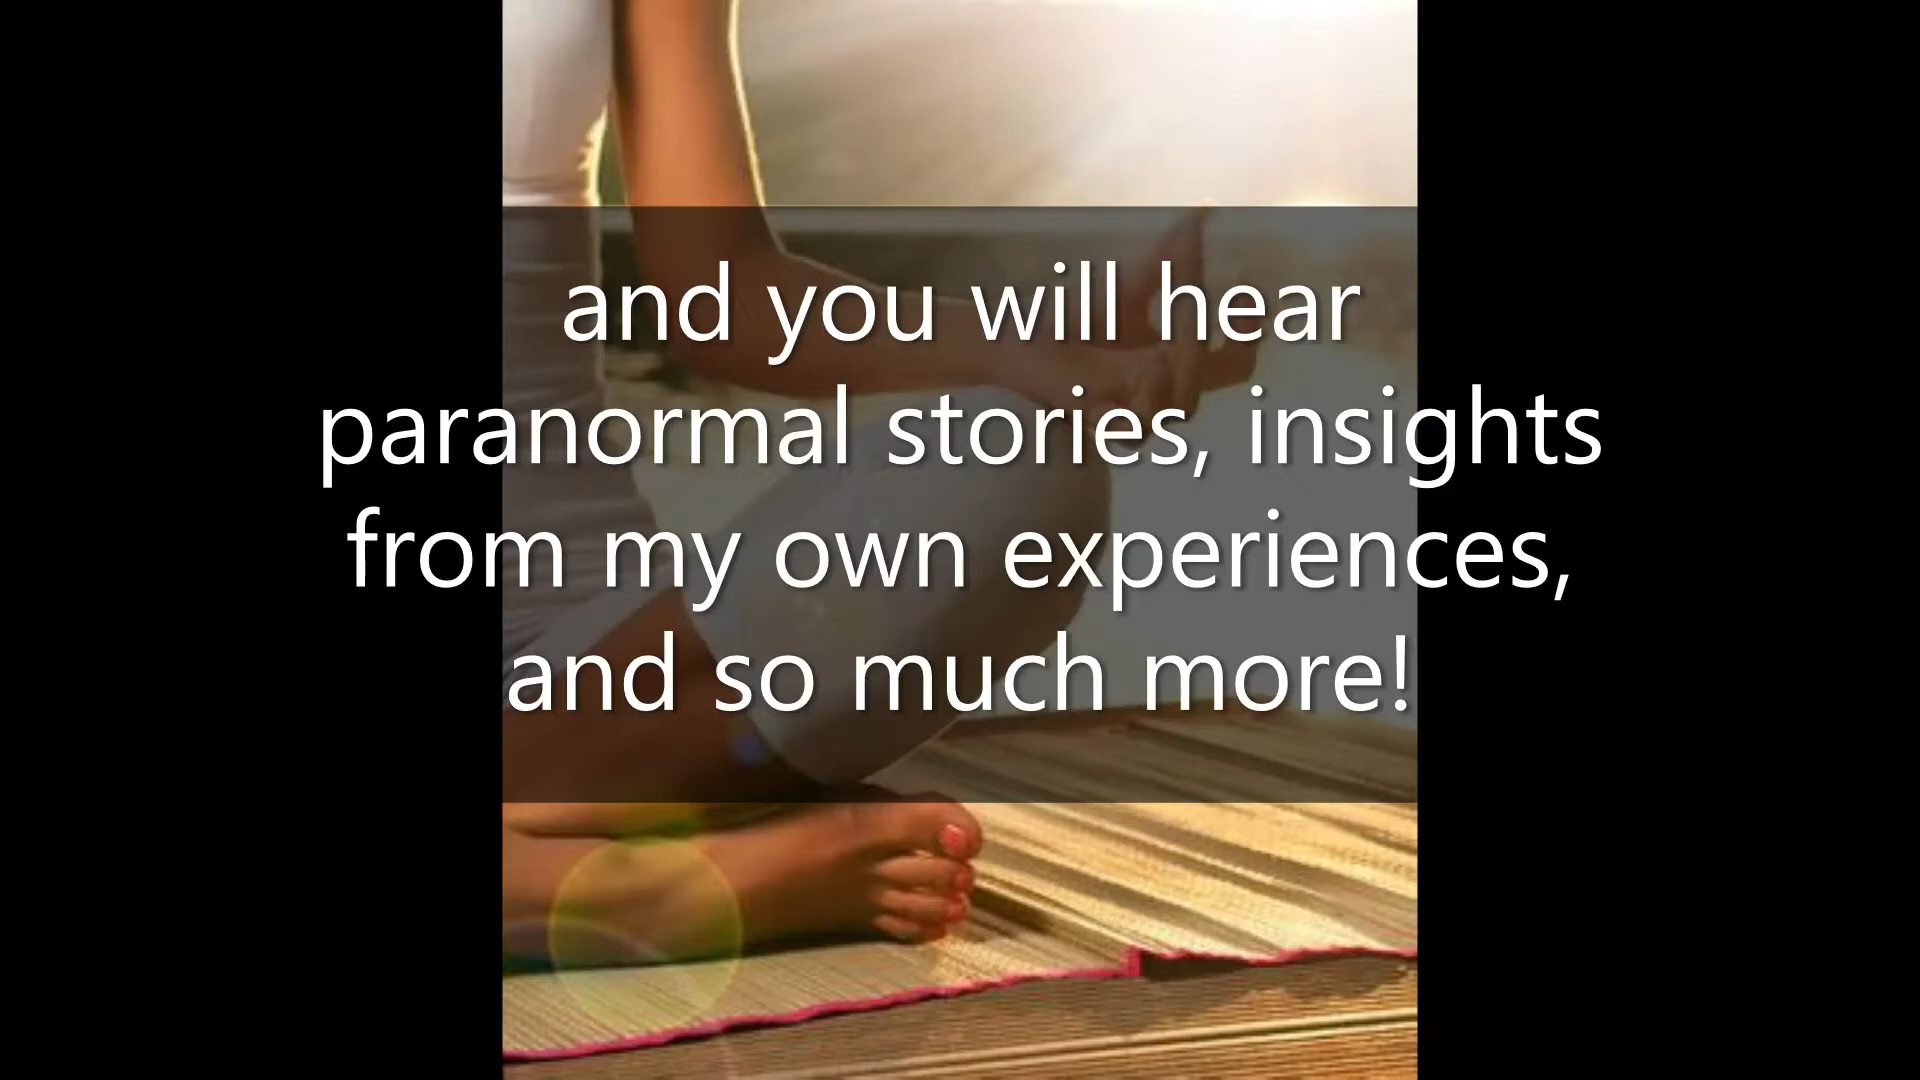 and you will hear
paranormal stories, insights
from my own experiences,
and so much more!